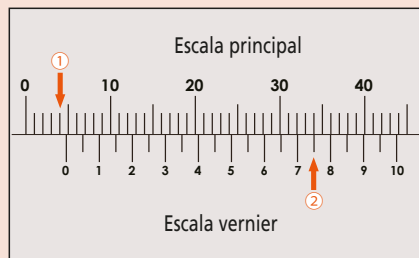 Escala principal
①
0 10 20 30 40
0 1 2 3 4 5 6 7 8 9 10
②
Escala vernier